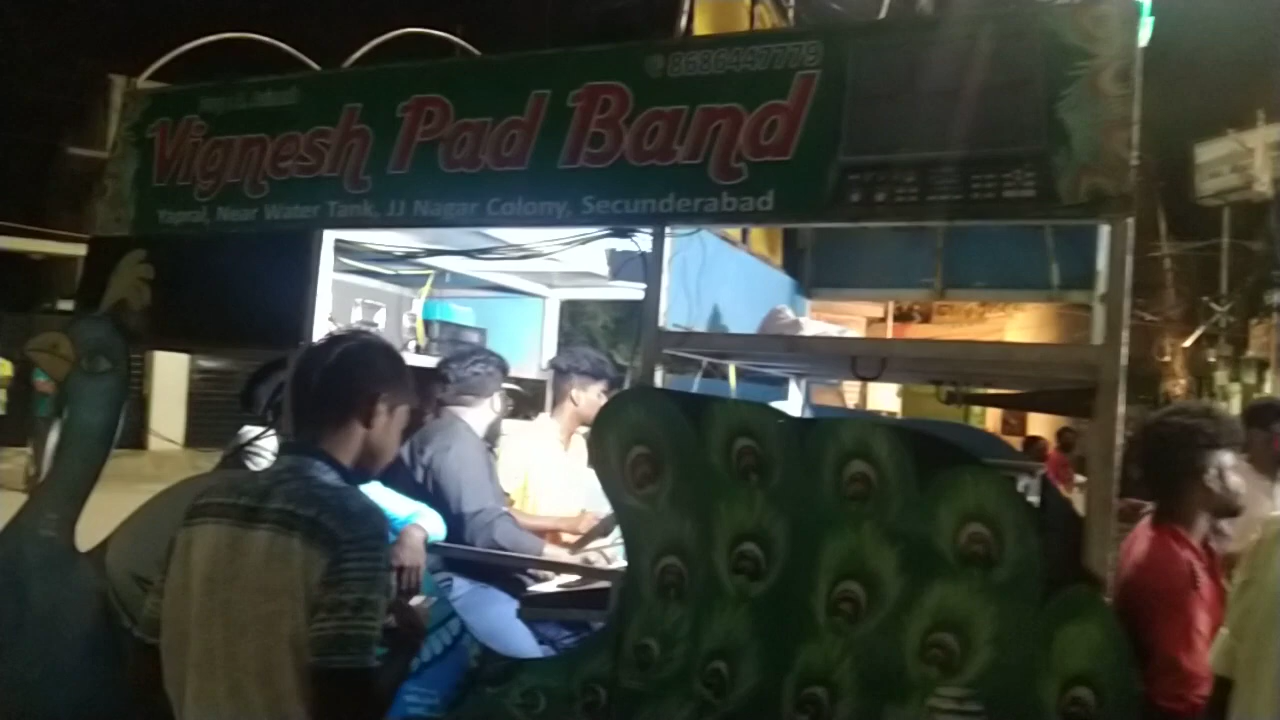 8686447779
Vignesh Pad Band
Yapral, Near Water Tank, JJ Nagar Colony, Secunderabad